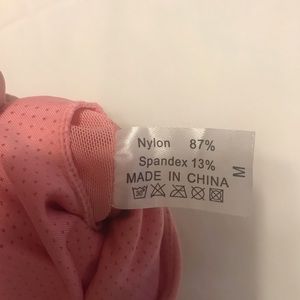 Nylon 87%
Spandex 13%
MADE IN CHINA
M